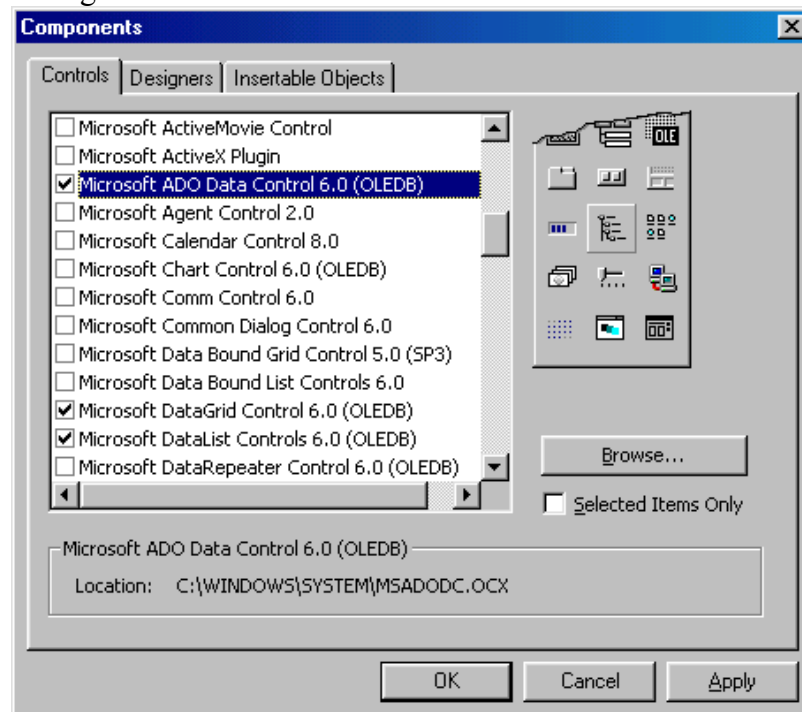 Components
Controls Designers Insertable Objects
Microsoft ActiveMovie Control
Microsoft ActiveX Plugin
Microsoft ADO Data Control 6.0 (OLEDB)
Microsoft Agent Control 2.0
Microsoft Calendar Control 8.0
Microsoft Chart Control 6.0 (OLEDB)
Microsoft Comm Control 6.0
Microsoft Common Dialog Control 6.0
Microsoft Data Bound Grid Control 5.0 (SP3)
Microsoft Data Bound List Controls 6.0
Microsoft DataGrid Control 6.0 (OLEDB)
Microsoft DataList Controls 6.0 (OLEDB)
Microsoft DataRepeater Control 6.0 (OLEDB)
OLE
Browse...
Selected Items Only
Microsoft ADO Data Control 6.0 (OLEDB)
Location: C:\WINDOWS\SYSTEM\MSADODC.OCX
OK Cancel Apply